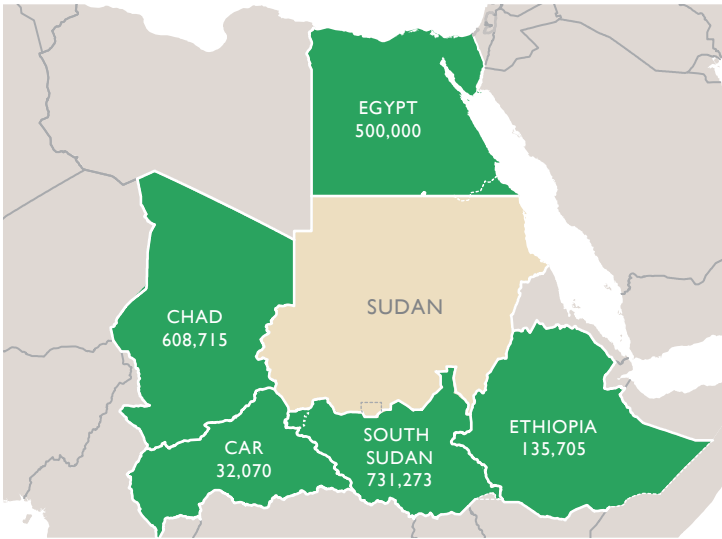 EGYPT
500,000
SUDAN
CHAD
608,715
CAR
32,070
SOUTH
SUDAN
731,273
ETHIOPIA
135,705